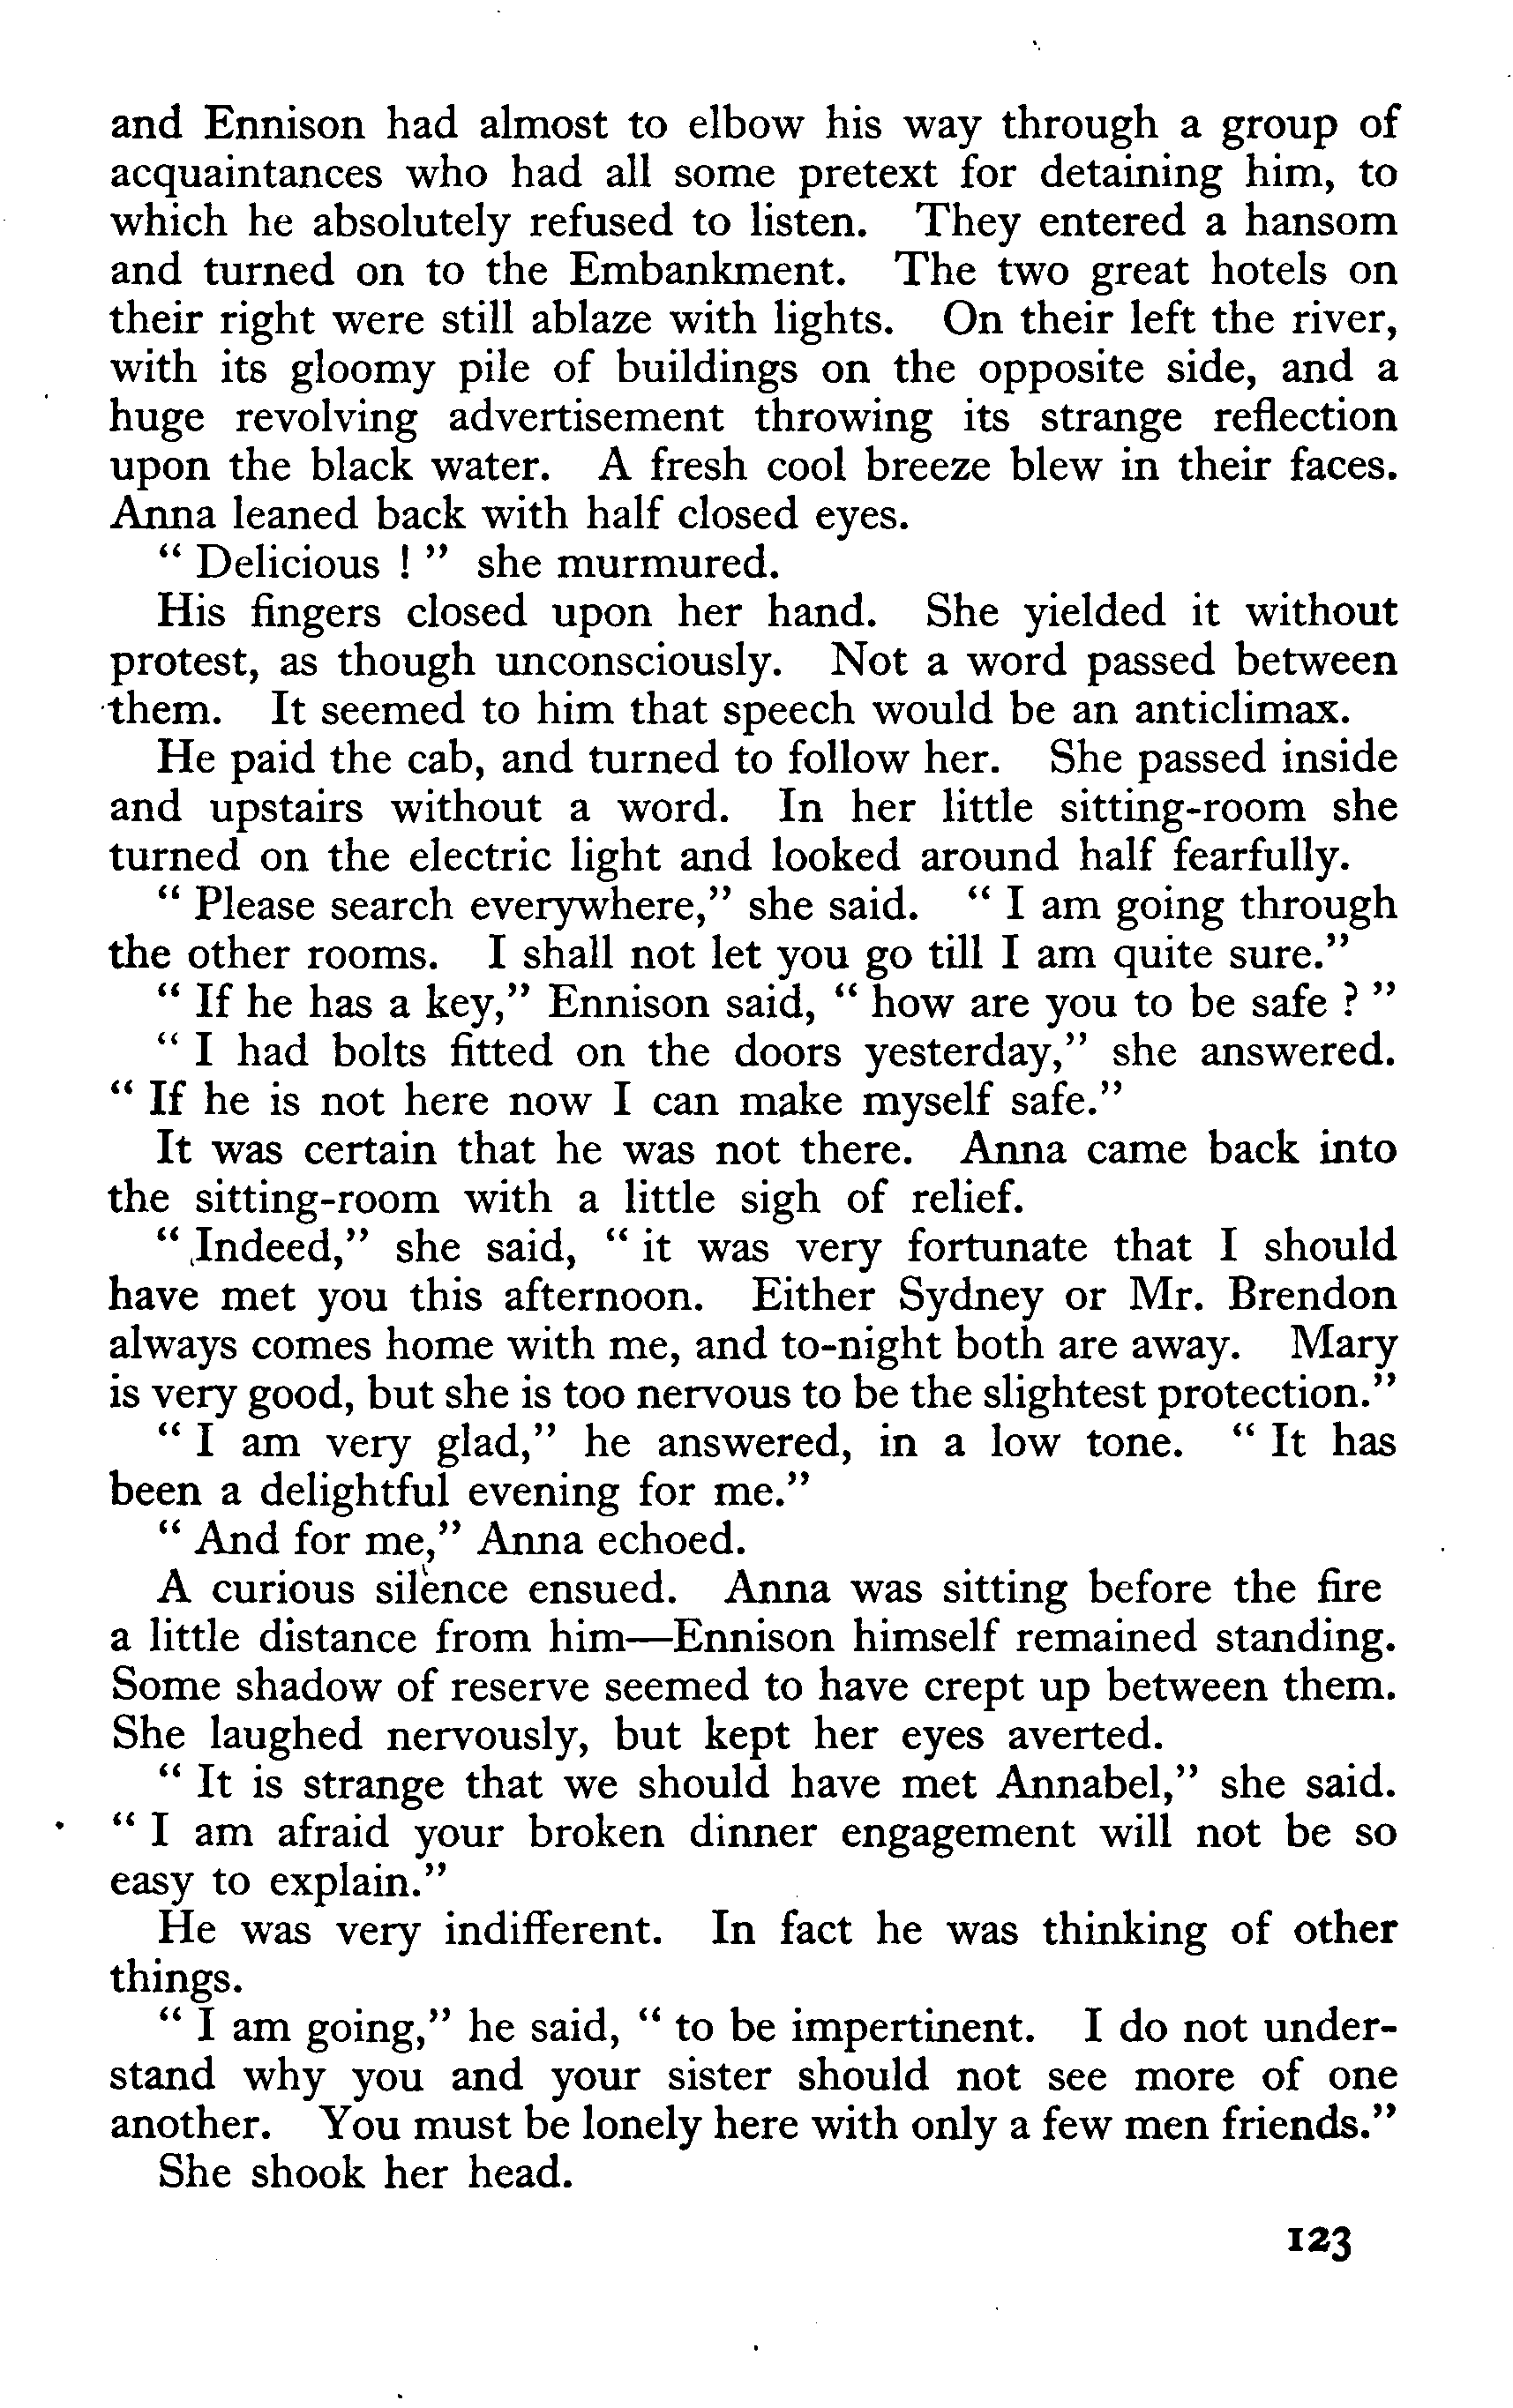 and Ennison had almost to elbow his way through a group of
acquaintances who had all some pretext for detaining him, to
which he absolutely refused to listen. They entered a hansom
and turned on to the Embankment. The two great hotels on
their right were still ablaze with lights. On their left the river,
with its gloomy pile of buildings on the opposite side, and a
huge revolving advertisement throwing its strange reflection
upon the black water. A fresh cool breeze blew in their faces.
Anna leaned back with half closed eyes.
“ Delicious ! ” she murmured.
His fingers closed upon her hand. She yielded it without
protest, as though unconsciously. Not a word passed between
them. It seemed to him that speech would be an anticlimax.
He paid the cab, and turned to follow her. She passed inside
and upstairs without a word. In her little sitting-room she
turned on the electric light and looked around half fearfully.
“ Please search everywhere,” she said. “ I am going through
the other rooms. I shall not let you go till I am quite sure.”
“ If he has a key,” Ennison said, “ how are you to be safe ? ”
“ I had bolts fitted on the doors yesterday,” she answered.
“ If he is not here now I can make myself safe.”
It was certain that he was not there. Anna came back into
the sitting-room with a little sigh of relief.
“ Indeed,” she said, “ it was very fortunate that I should
have met you this afternoon. Either Sydney or Mr. Brendon
always comes home with me, and to-night both are away. Mary
is very good, but she is too nervous to be the slightest protection.”
“ I am very glad,” he answered, in a low tone. “ It has
been a delightful evening for me.”
“ And for me,” Anna echoed.
A curious silence ensued. Anna was sitting before the fire
a little distance from him—Ennison himself remained standing.
Some shadow of reserve seemed to have crept up between them.
She laughed nervously, but kept her eyes averted.
“ It is strange that we should have met Annabel,” she said.
“ I am afraid your broken dinner engagement will not be so
easy to explain.”
He was very indifferent. In fact he was thinking of other
things.
“ I am going,” he said, “ to be impertinent. I do not under-
stand why you and your sister should not see more of one
another. You must be lonely here with only a few men friends.”
She shook her head.
123